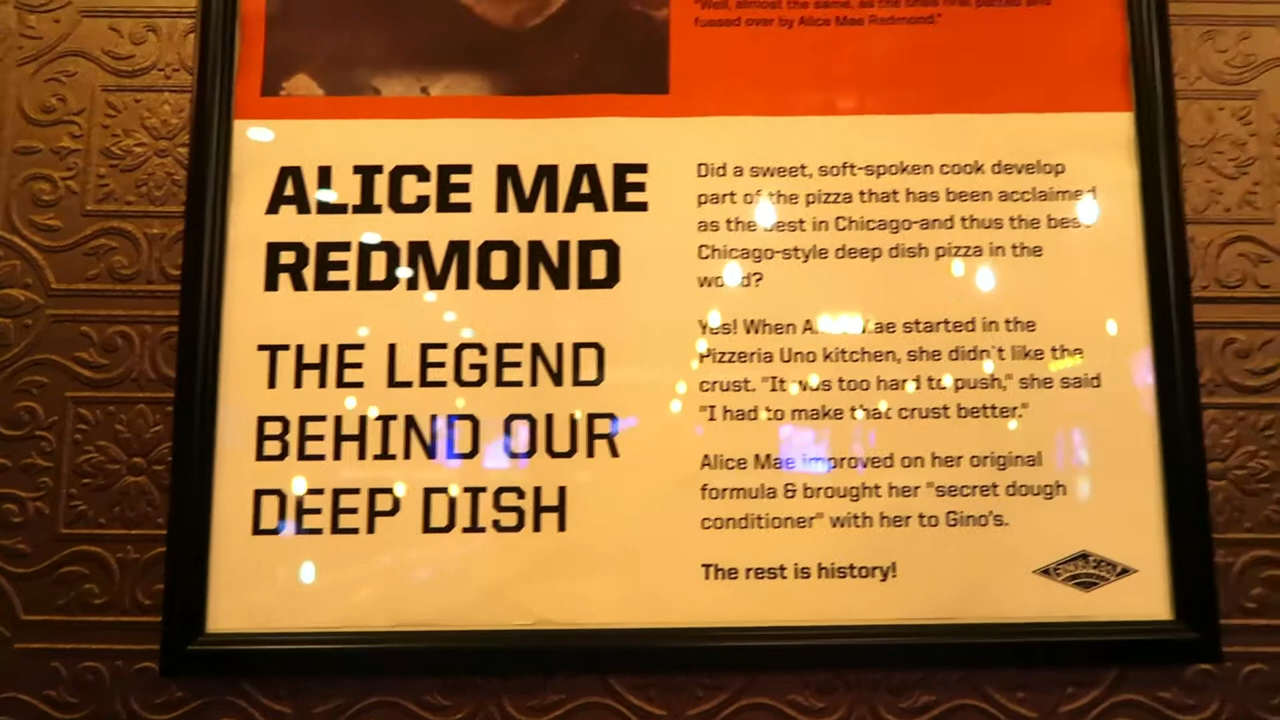 "Well, almost the same, as the ones first patted and
fussed over by Alice Mae Redmond."
ALICE MAE
REDMOND
THE LEGEND
BEHIND OUR
DEEP DISH
Did a sweet, soft-spoken cook develop
part of the pizza that has been acclaimed
as the best in Chicago-and thus the best
Chicago-style deep dish pizza in the
world?
Yes! When Alice Mae started in the
Pizzeria Uno kitchen, she didn't like the
crust. "It was too hard to push," she said
"I had to make that crust better."
Alice Mae improved on her original
formula & brought her "secret dough
conditioner" with her to Gino's.
The rest is history!